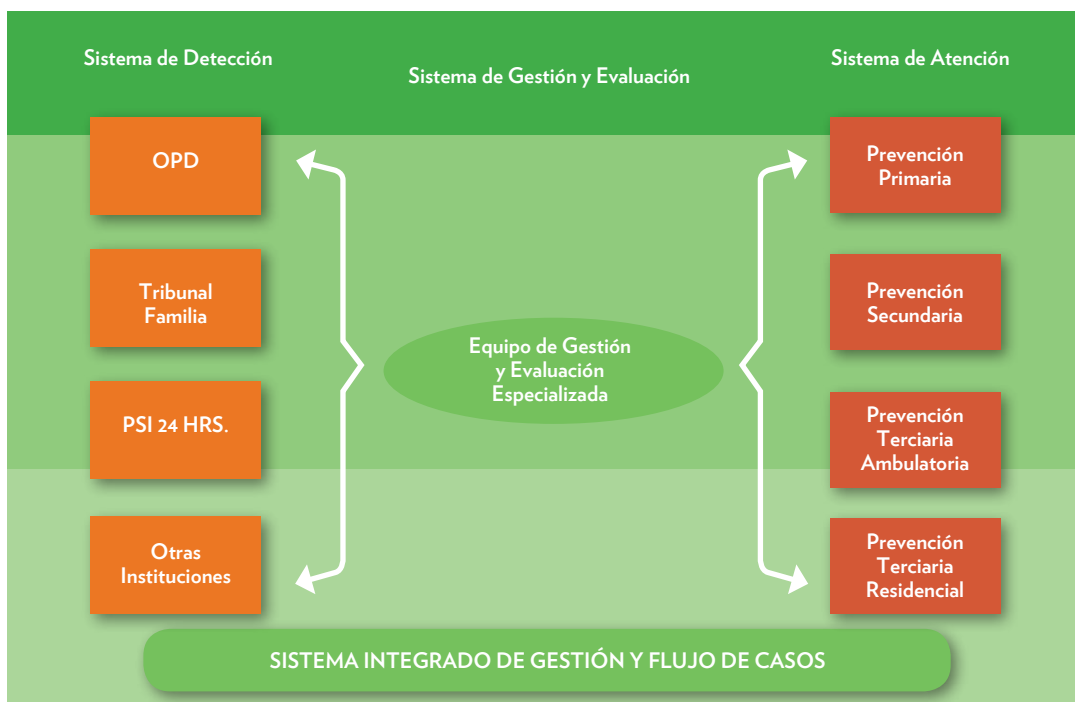 Sistema de Detección
Sistema de Gestión y Evaluación
Sistema de Atención
OPD
Tribunal
Familia
PSI 24 HRS.
Otras
Instituciones
Equipo de Gestión
y Evaluación
Especializada
Prevención
Primaria
Prevención
Secundaria
Prevención
Terciaria
Ambulatoria
Prevención
Terciaria
Residencial
SISTEMA INTEGRADO DE GESTIÓN Y FLUJO DE CASOS